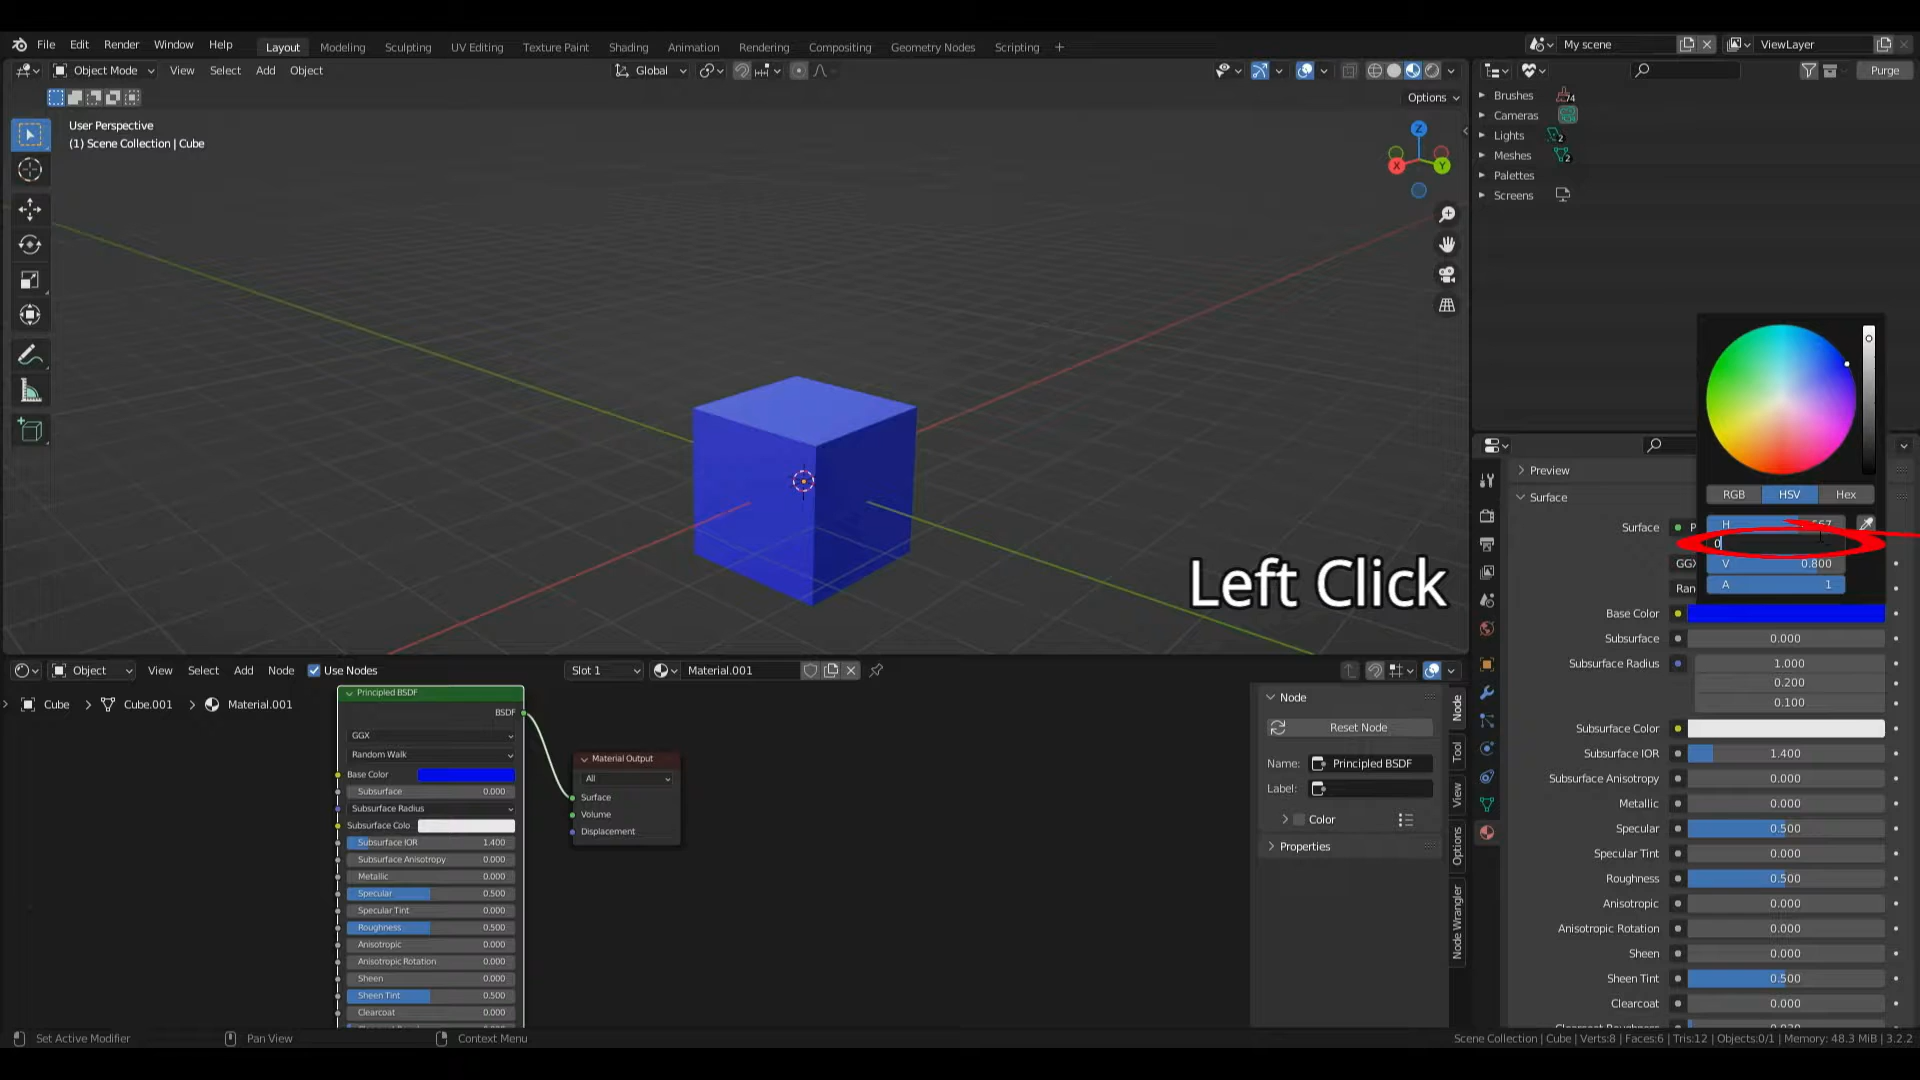 File Edit Render Window Help Layout Modeling Sculpting UV Editing Texture Paint Shading Animation Rendering Compositing Geometry Nodes Scripting + My scene ViewLayer
Object Mode View Select Add Object Global Purge
Options
User Perspective
(1) Scene Collection | Cube
Z
X Y
Brushes 74
Cameras
Lights 2
Meshes 2
Palettes
Screens
Left Click
Preview
Surface
RGB HSV Hex
Surface
H
0
V 0.800
A 1
GGX
Ran
Base Color
Subsurface 0.000
Subsurface Radius 1.000
0.200
0.100
Subsurface Color
Subsurface IOR 1.400
Subsurface Anisotropy 0.000
Metallic 0.000
Specular 0.500
Specular Tint 0.000
Roughness 0.500
Anisotropic 0.000
Anisotropic Rotation 0.000
Sheen 0.000
Sheen Tint 0.500
Clearcoat 0.000
Object View Select Add Node Use Nodes Slot 1 Material.001
Cube Cube.001 Material.001
Principled BSDF
BSDF
GGX
Random Walk
Base Color
Subsurface 0.000
Subsurface Radius
Subsurface Colo
Subsurface IOR 1.400
Subsurface Anisotropy 0.000
Metallic 0.000
Specular 0.500
Specular Tint 0.000
Roughness 0.500
Anisotropic 0.000
Anisotropic Rotation 0.000
Sheen 0.000
Sheen Tint 0.500
Clearcoat 0.000
Material Output
All
Surface
Volume
Displacement
Node
Reset Node
Name: Principled BSDF
Label:
Color
Properties
Node
Tool
View
Options
Node Wrangler
Set Active Modifier Pan View Context Menu
Scene Collection | Cube | Verts:8 | Faces:6 | Tris:12 | Objects:0/1 | Memory: 48.3 MiB | 3.2.2